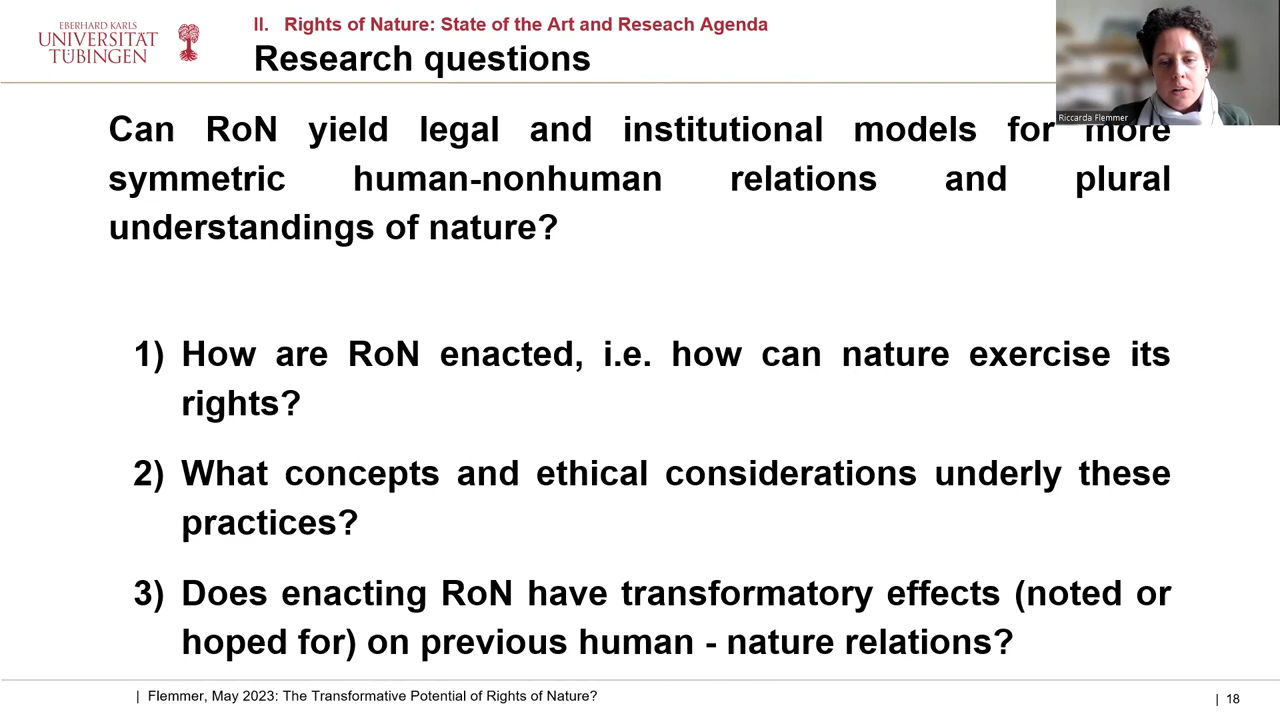 EBERHARD KARLS
UNIVERSITÄT
TÜBINGEN
II. Rights of Nature: State of the Art and Reseach Agenda
Research questions
Riccarda Flemmer
Can RoN yield legal and institutional models for more
symmetric human-nonhuman relations and plural
understandings of nature?
1) How are RoN enacted, i.e. how can nature exercise its
rights?
2) What concepts and ethical considerations underly these
practices?
3) Does enacting RoN have transformatory effects (noted or
hoped for) on previous human - nature relations?
| Flemmer, May 2023: The Transformative Potential of Rights of Nature?
| 18